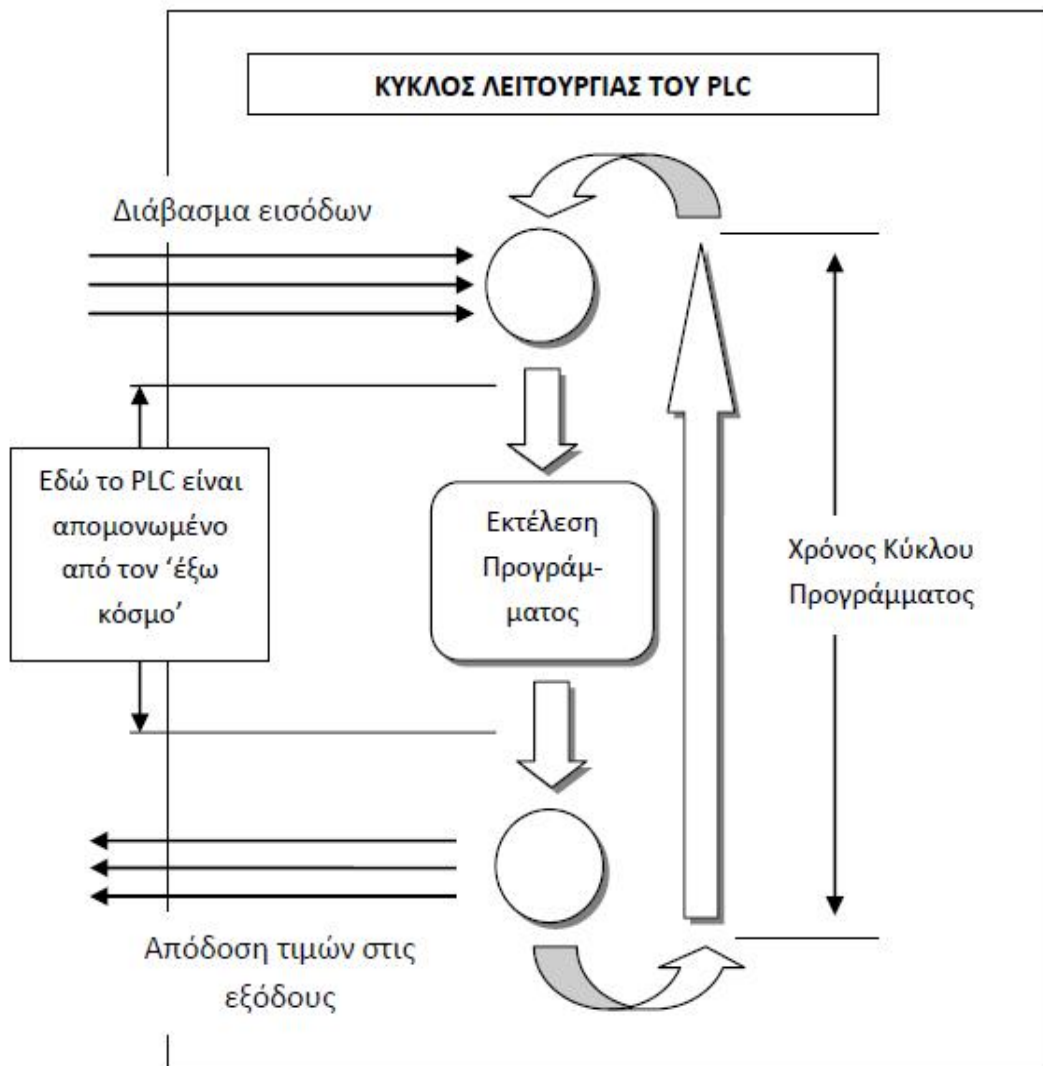 ΚΥΚΛΟΣ ΛΕΙΤΟΥΡΓΙΑΣ ΤΟΥ PLC
Διάβασμα εισόδων
Εδώ το PLC είναι
απομονωμένο
από τον ‘έξω
κόσμο’
Εκτέλεση
Προγράμ-
ματος
Χρόνος Κύκλου
Προγράμματος
Απόδοση τιμών στις
εξόδους